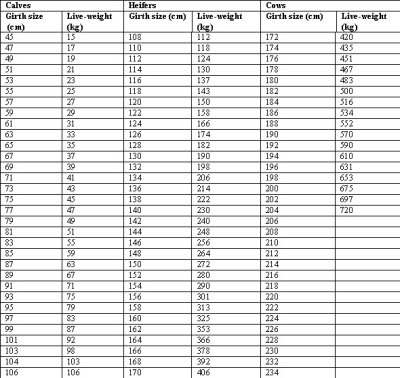 Calves Heifers Cows
Girth size Live-weight Girth size (cm) Live-weight Girth size (cm) Live-weight
(cm) (kg) (kg) (kg)
45 15 108 112 172 420
47 17 110 118 174 435
49 19 112 124 176 451
51 21 114 130 178 467
53 23 116 137 180 483
55 25 118 143 182 500
57 27 120 150 184 516
59 29 122 158 186 534
61 31 124 166 188 552
63 33 126 174 190 570
65 35 128 182 192 590
67 37 130 190 194 610
69 39 132 198 196 631
71 41 134 206 198 653
73 43 136 214 200 675
75 45 138 222 202 697
77 47 140 230 204 720
79 49 142 240 206
81 51 144 248 208
83 55 146 256 210
85 59 148 264 212
87 63 150 272 214
89 67 152 280 216
91 71 154 290 218
93 75 156 301 220
95 79 158 313 222
97 83 160 325 224
99 87 162 353 226
101 92 164 366 228
103 98 166 378 230
104 103 168 392 232
106 106 170 406 234